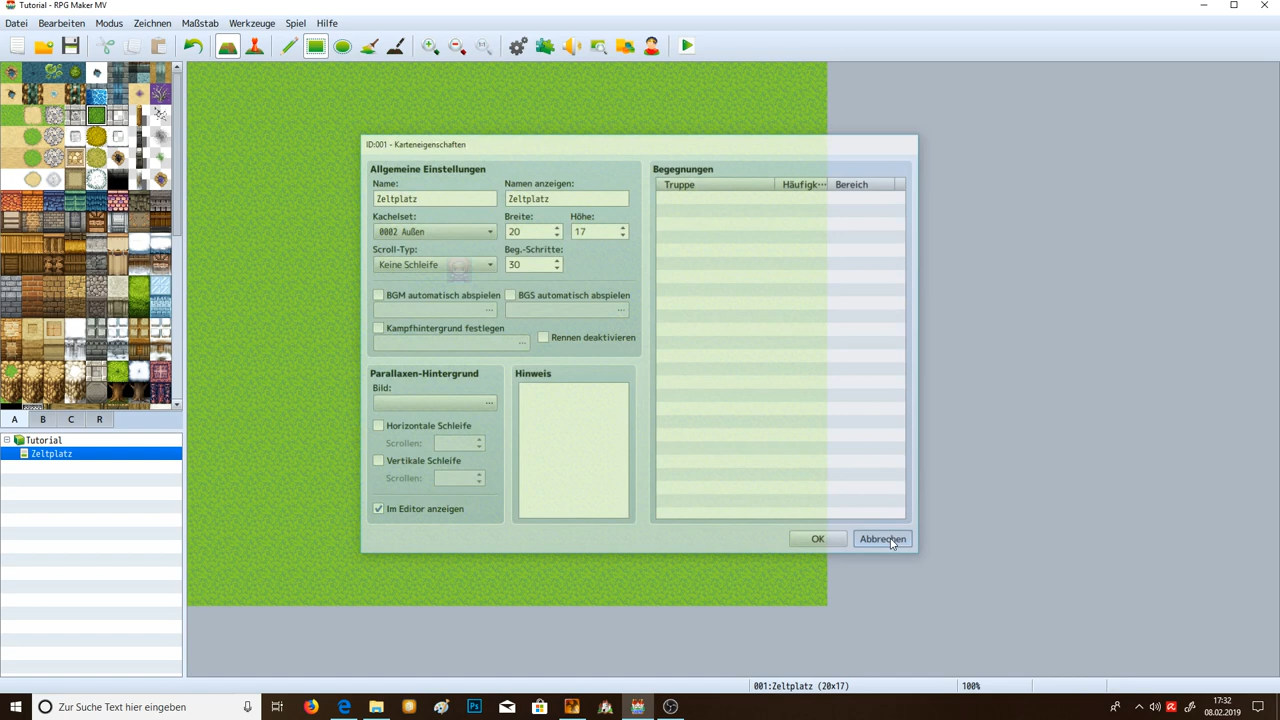 Tutorial - RPG Maker MV
Datei Bearbeiten Modus Zeichnen Maßstab Werkzeuge Spiel Hilfe
1:1
ID:001 - Karteneigenschaften
Allgemeine Einstellungen
Name: Namen anzeigen:
Zeltplatz Zeltplatz
Kachelset: Breite: Höhe:
0002 Außen 20 17
Scroll-Typ: Beg.-Schritte:
Keine Schleife 30
BGM automatisch abspielen BGS automatisch abspielen
... ...
Kampfhintergrund festlegen
... Rennen deaktivieren
Parallaxen-Hintergrund
Bild:
...
Horizontale Schleife
Scrollen:
Vertikale Schleife
Scrollen:
Im Editor anzeigen
Hinweis
Begegnungen
Truppe Häufigk··· Bereich
OK Abbrechen
A B C R
Tutorial
Zeltplatz
001:Zeltplatz (20x17) 100%
Zur Suche Text hier eingeben
Ps
17:32
08.02.2019